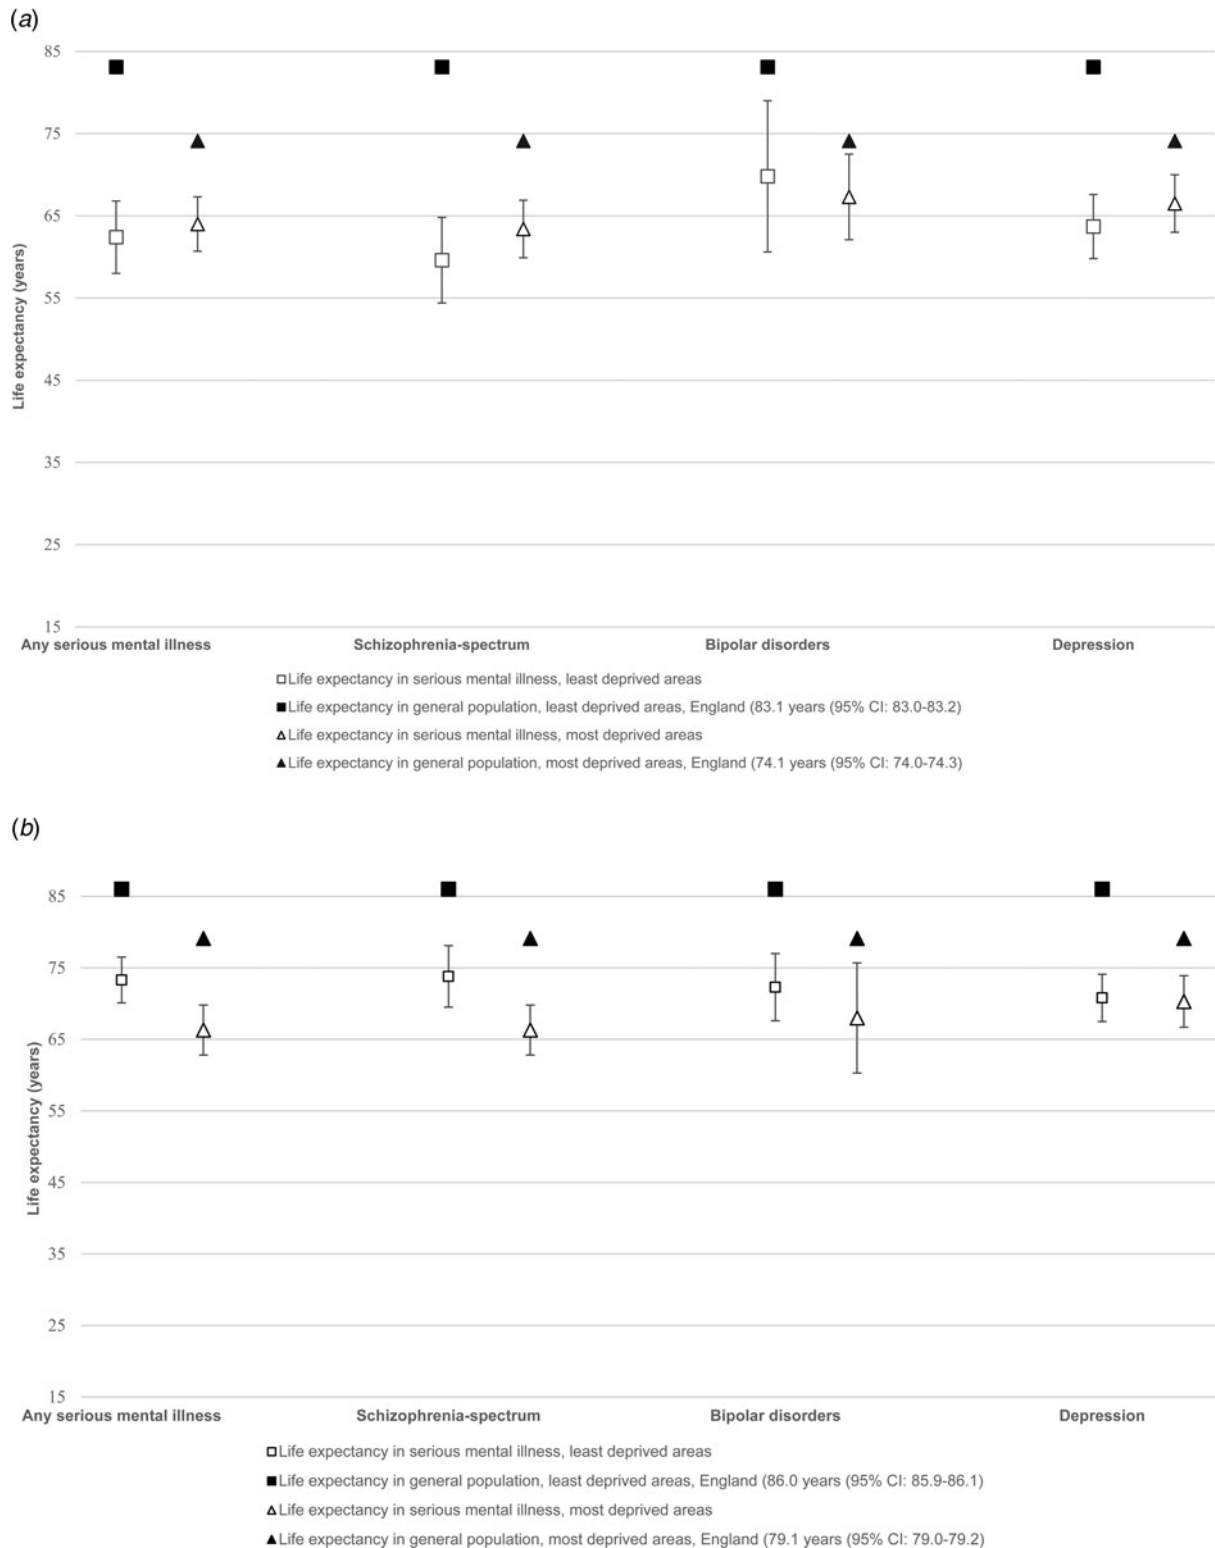 (a)
85
75
65
55
45
35
25
15
Life expectancy (years)
Any serious mental illness
Schizophrenia-spectrum
Bipolar disorders
Depression
Life expectancy in serious mental illness, least deprived areas
Life expectancy in general population, least deprived areas, England (83.1 years (95% CI: 83.0-83.2)
Life expectancy in serious mental illness, most deprived areas
Life expectancy in general population, most deprived areas, England (74.1 years (95% CI: 74.0-74.3)
(b)
85
75
65
55
45
35
25
15
Life expectancy (years)
Any serious mental illness
Schizophrenia-spectrum
Bipolar disorders
Depression
Life expectancy in serious mental illness, least deprived areas
Life expectancy in general population, least deprived areas, England (86.0 years (95% CI: 85.9-86.1)
Life expectancy in serious mental illness, most deprived areas
Life expectancy in general population, most deprived areas, England (79.1 years (95% CI: 79.0-79.2)